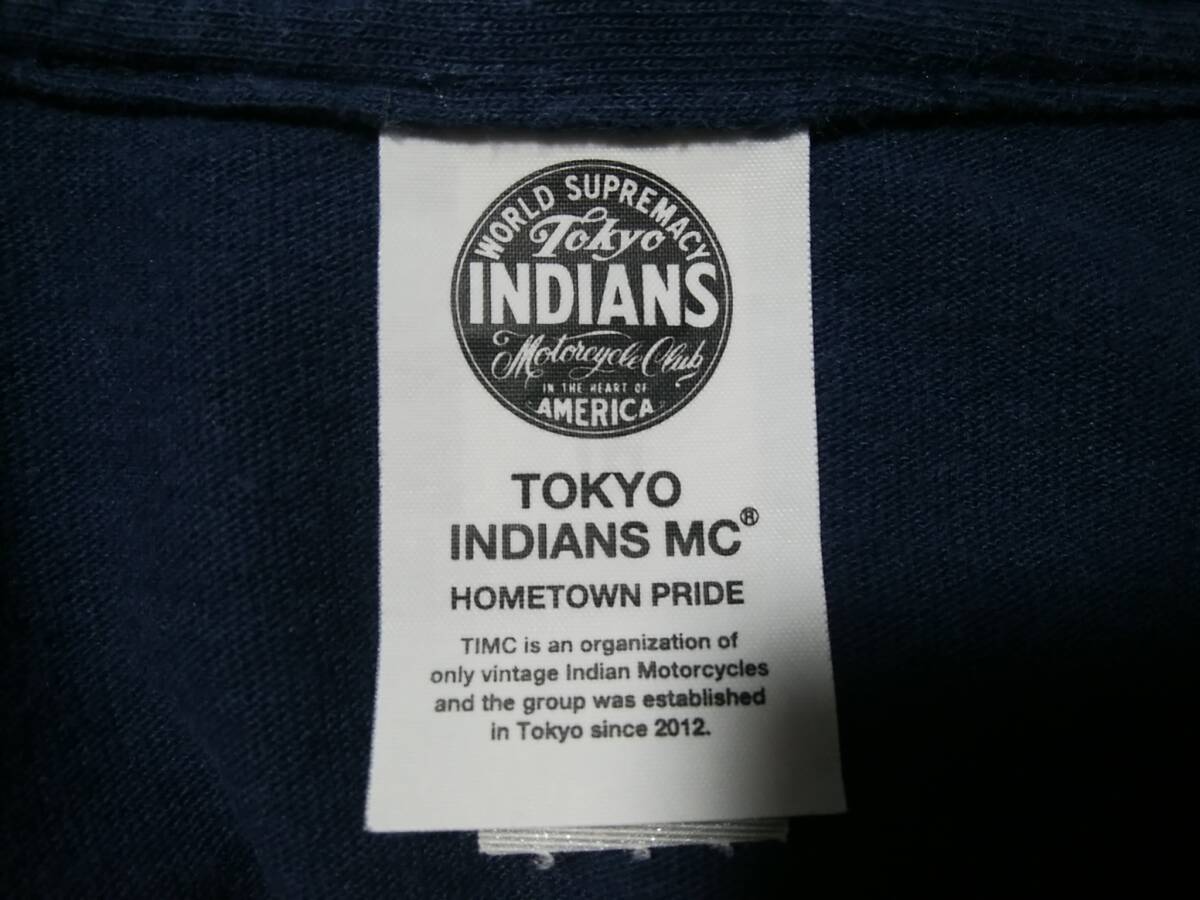 WORLD SUPREMACY
Tokyo
INDIANS
Motorcycle Club
IN THE HEART OF
AMERICA
TOKYO
INDIANS MC®
HOMETOWN PRIDE
TIMC is an organization of
only vintage Indian Motorcycles
and the group was established
in Tokyo since 2012.